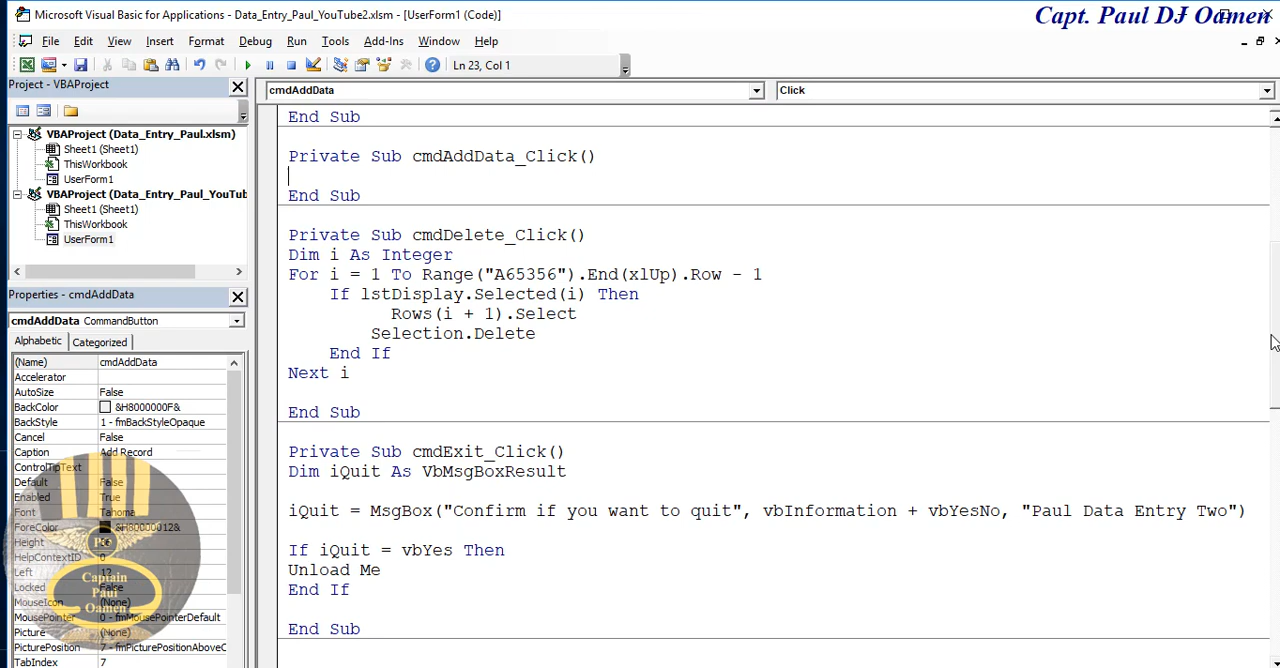 Microsoft Visual Basic for Applications - Data_Entry_Paul_YouTube2.xlsm - [UserForm1 (Code)]
Capt. Paul DJ Oamen
File Edit View Insert Format Debug Run Tools Add-Ins Window Help
Ln 23, Col 1
Project - VBAProject
cmdAddData Click
VBAProject (Data_Entry_Paul.xlsm)
Sheet1 (Sheet1)
ThisWorkbook
UserForm1
VBAProject (Data_Entry_Paul_YouTub
Sheet1 (Sheet1)
ThisWorkbook
UserForm1
Properties - cmdAddData
cmdAddData CommandButton
Alphabetic Categorized
(Name) cmdAddData
Accelerator
AutoSize False
BackColor &H8000000F&
BackStyle 1 - fmBackStyleOpaque
Cancel False
Caption Add Record
ControlTipText
Default False
Enabled True
Font Tahoma
ForeColor &H80000012&
Height
HelpContextID 0
Left 12
Locked False
MouseIcon (None)
MousePointer 0 - fmMousePointerDefault
Picture (None)
PicturePosition 7 - fmPicturePositionAboveC
TabIndex 7
Captain
Paul
Oamen
End Sub
Private Sub cmdAddData_Click()
End Sub
Private Sub cmdDelete_Click()
Dim i As Integer
For i = 1 To Range("A65356").End(xlUp).Row - 1
If lstDisplay.Selected(i) Then
Rows(i + 1).Select
Selection.Delete
End If
Next i
End Sub
Private Sub cmdExit_Click()
Dim iQuit As VbMsgBoxResult
iQuit = MsgBox("Confirm if you want to quit", vbInformation + vbYesNo, "Paul Data Entry Two")
If iQuit = vbYes Then
Unload Me
End If
End Sub